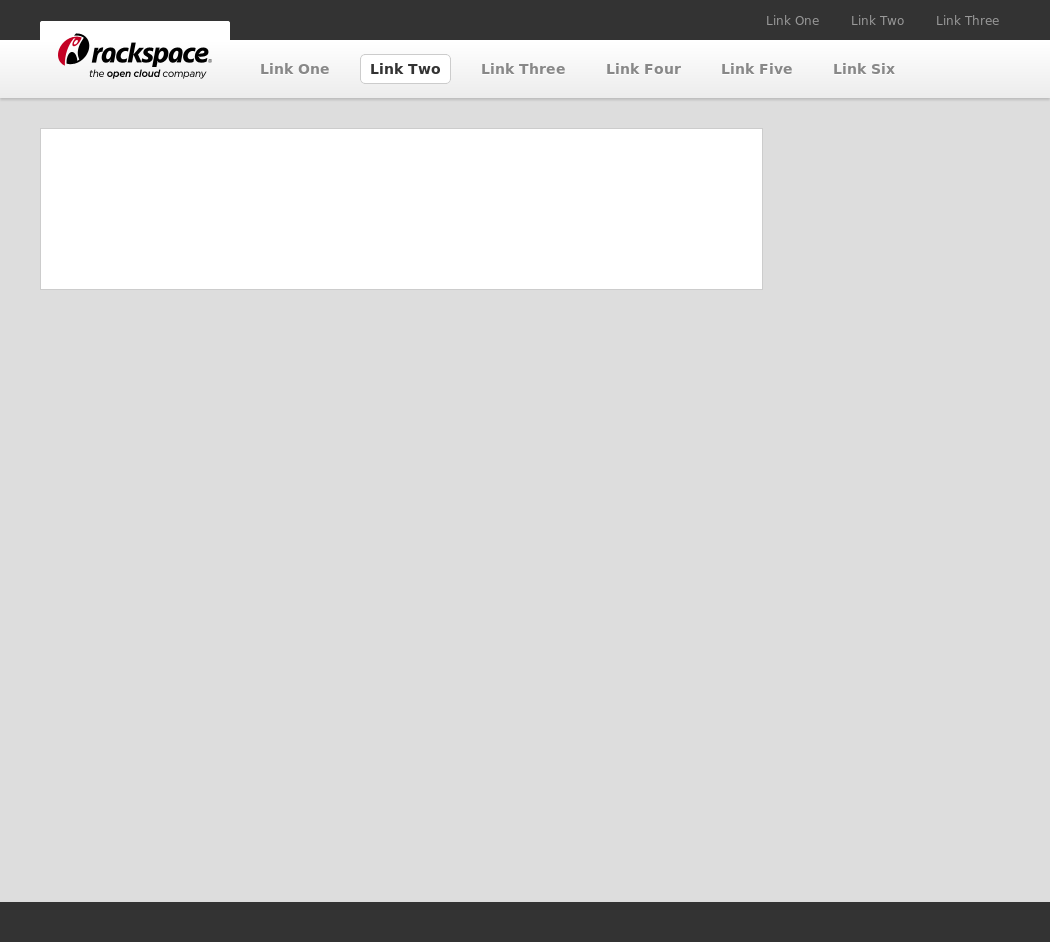 Link One Link Two Link Three
rackspace®
the open cloud company
Link One Link Two Link Three Link Four Link Five Link Six